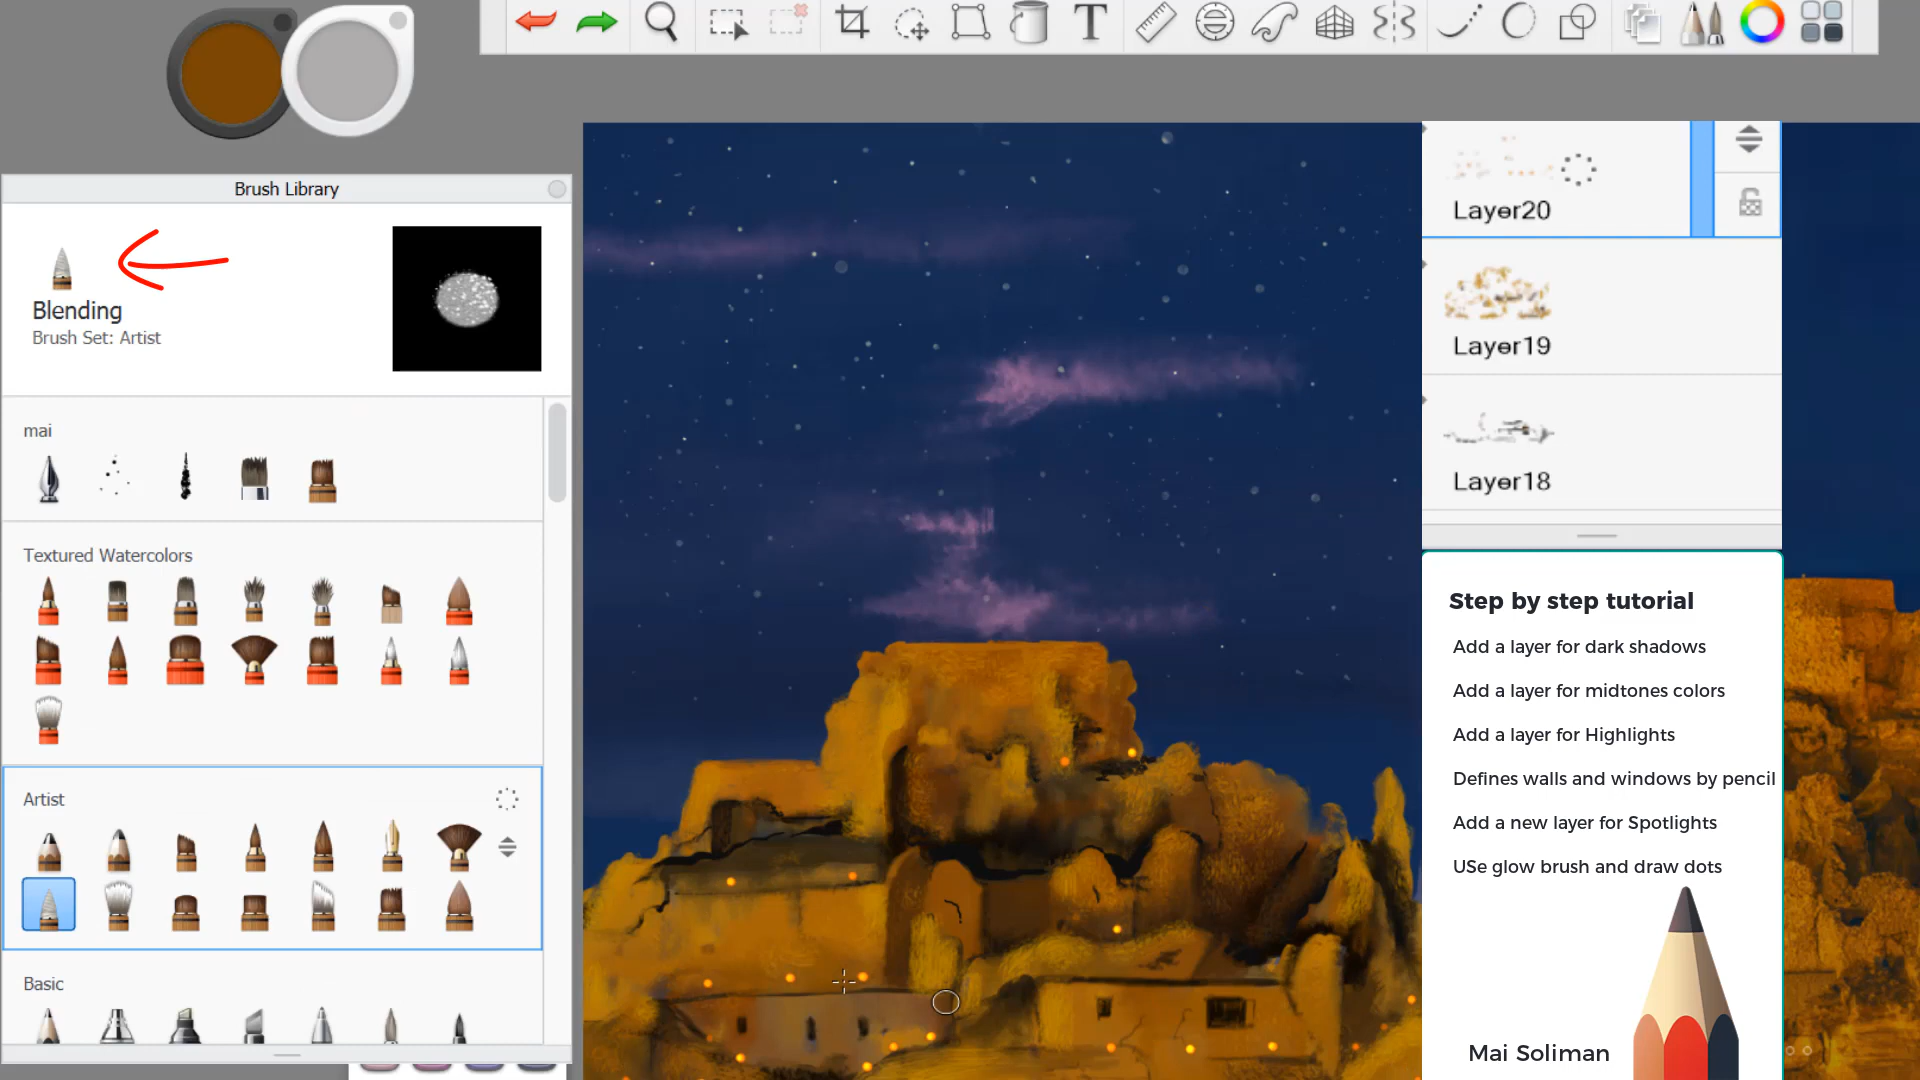 Brush Library
Blending
Brush Set: Artist
mai
Textured Watercolors
Artist
Basic
T
Layer20
Layer19
Layer18
Step by step tutorial
Add a layer for dark shadows
Add a layer for midtones colors
Add a layer for Highlights
Defines walls and windows by pencil
Add a new layer for Spotlights
USe glow brush and draw dots
Mai Soliman